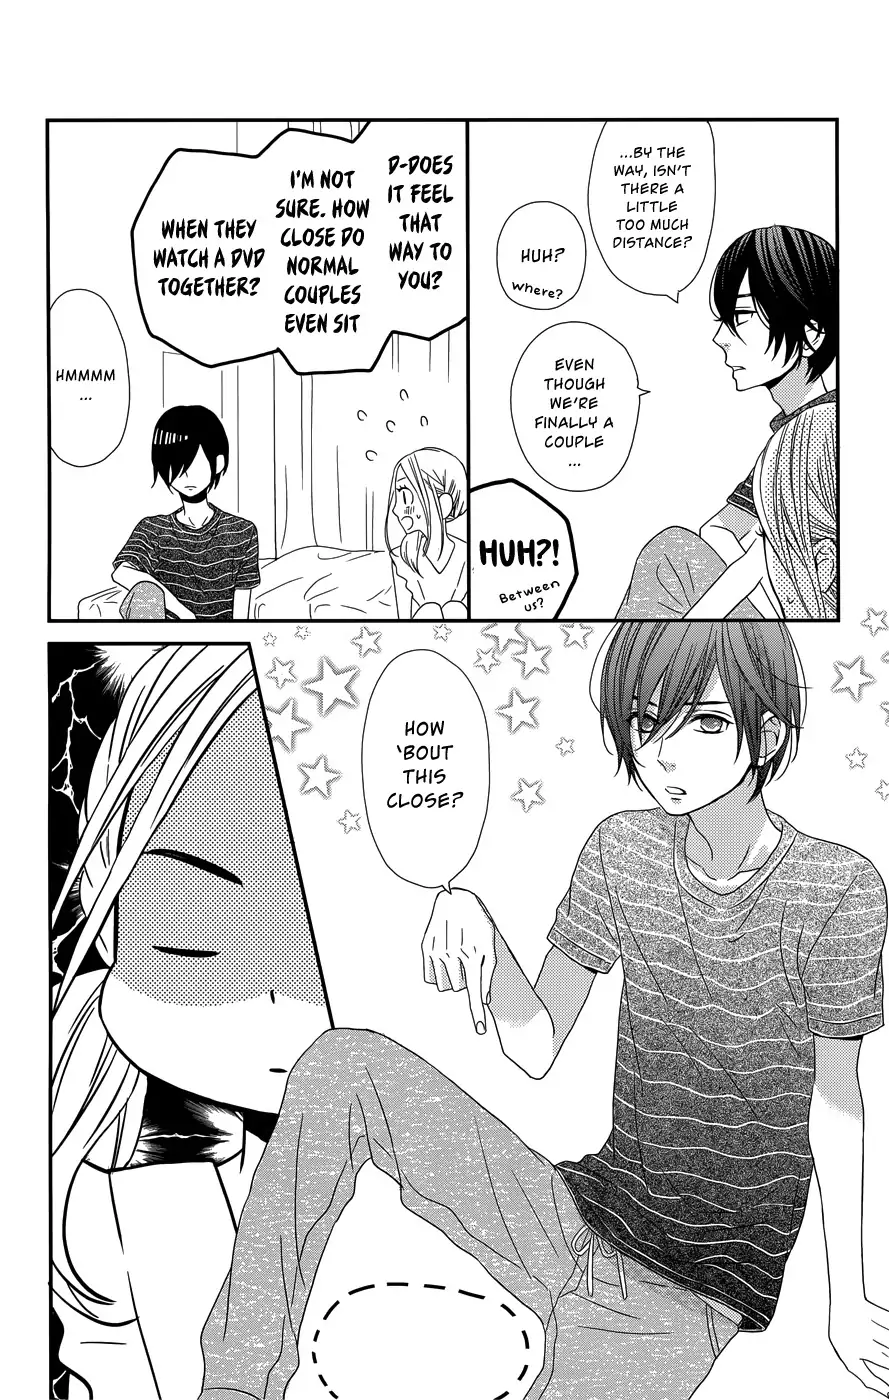 ...BY THE
WAY, ISN'T
THERE A
LITTLE
TOO MUCH
DISTANCE?
HUH?
Where?
EVEN
THOUGH
WE'RE
FINALLY A
COUPLE
...
HUH?!
Between
us?
D-DOES
IT FEEL
THAT
WAY TO
YOU?
I'M NOT
SURE. HOW
CLOSE DO
NORMAL
COUPLES
EVEN SIT
WHEN THEY
WATCH A DVD
TOGETHER?
HMMMM
...
HOW
'BOUT
THIS
CLOSE?